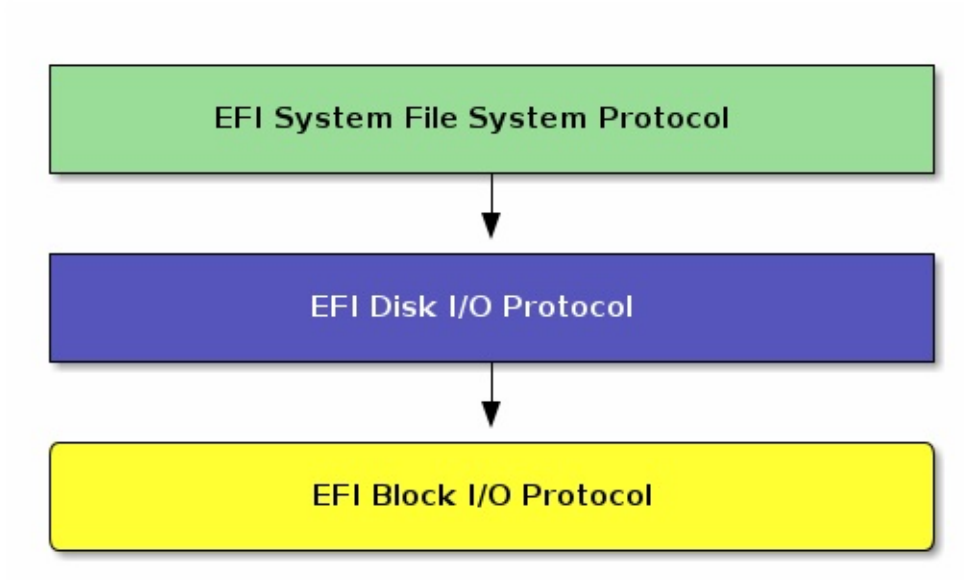 EFI System File System Protocol
EFI Disk I/O Protocol
EFI Block I/O Protocol